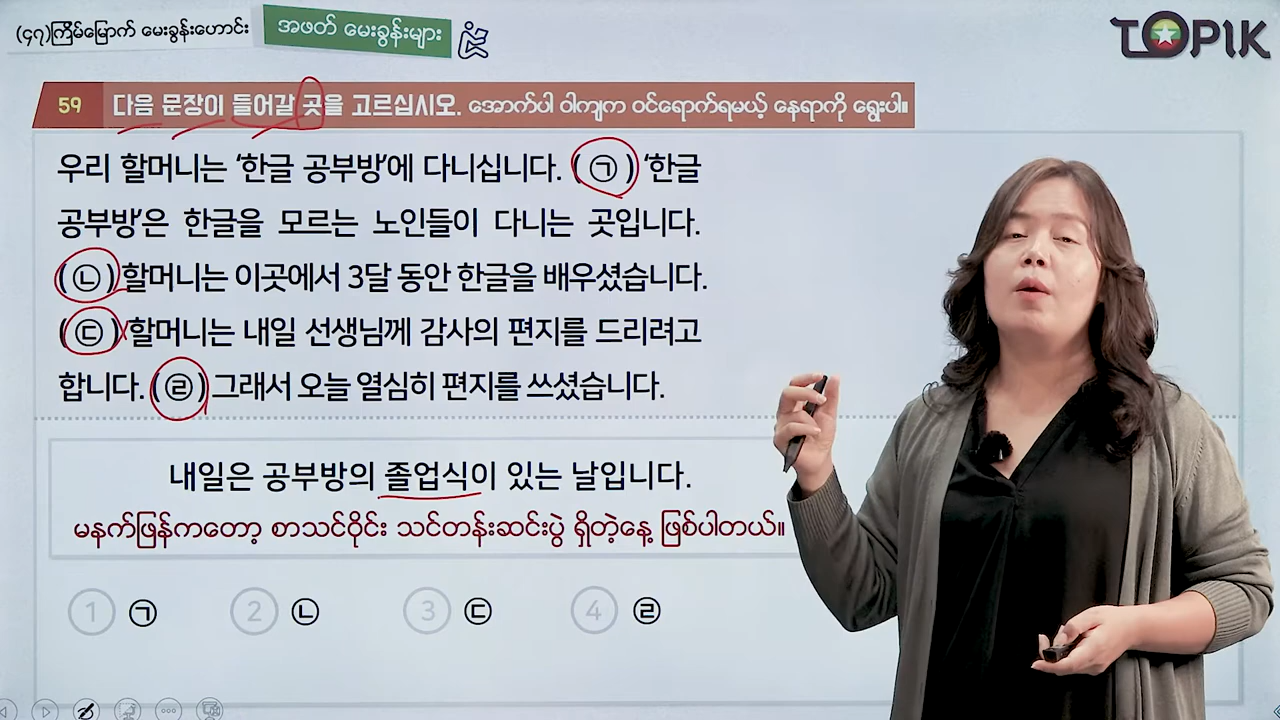 (၄၇)ကြိမ်မြောက် မေးခွန်းဟောင်း
အဖတ် မေးခွန်းများ
TOPIK
59 다음 문장이 들어갈 곳을 고르십시오. အောက်ပါ ဝါကျက ဝင်ရောက်ရမယ့် နေရာကို ရွေးပါ။
우리 할머니는 ‘한글 공부방’에 다니십니다. (㉠) ‘한글
공부방’은 한글을 모르는 노인들이 다니는 곳입니다.
(㉡) 할머니는 이곳에서 3달 동안 한글을 배우셨습니다.
(㉢) 할머니는 내일 선생님께 감사의 편지를 드리려고
합니다. (㉣) 그래서 오늘 열심히 편지를 쓰셨습니다.
내일은 공부방의 졸업식이 있는 날입니다.
မနက်ဖြန်ကတော့ စာသင်ဝိုင်း သင်တန်းဆင်းပွဲ ရှိတဲ့နေ့ ဖြစ်ပါတယ်။
1 ㉠ 2 ㉡ 3 ㉢ 4 ㉣